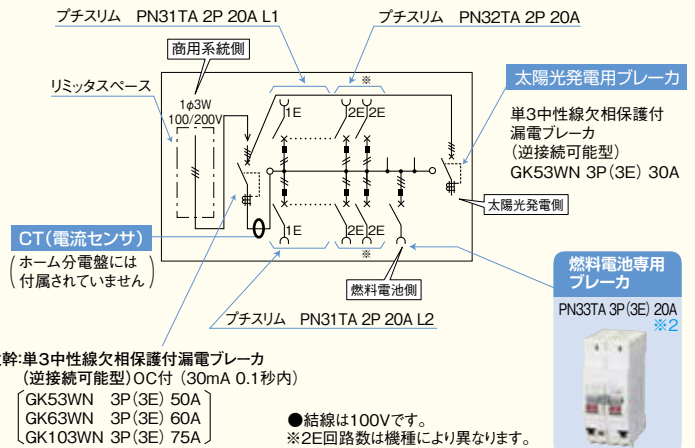 プチスリム PN31TA 2P 20A L1
プチスリム PN32TA 2P 20A
商用系統側
※
リミッタスペース
1φ3W
100/200V
1E
2E
2E
太陽光発電用ブレーカ
単3中性線欠相保護付
漏電ブレーカ
(逆接続可能型)
GK53WN 3P(3E) 30A
太陽光発電側
CT(電流センサ)
(ホーム分電盤には
付属されていません)
1E
2E
2E
※
燃料電池側
プチスリム PN31TA 2P 20A L2
燃料電池専用
ブレーカ
PN33TA 3P(3E) 20A
※2
幹:単3中性線欠相保護付漏電ブレーカ
(逆接続可能型)OC付 (30mA 0.1秒内)
GK53WN 3P(3E) 50A
GK63WN 3P(3E) 60A
GK103WN 3P(3E) 75A
●結線は100Vです。
※2E回路数は機種により異なります。